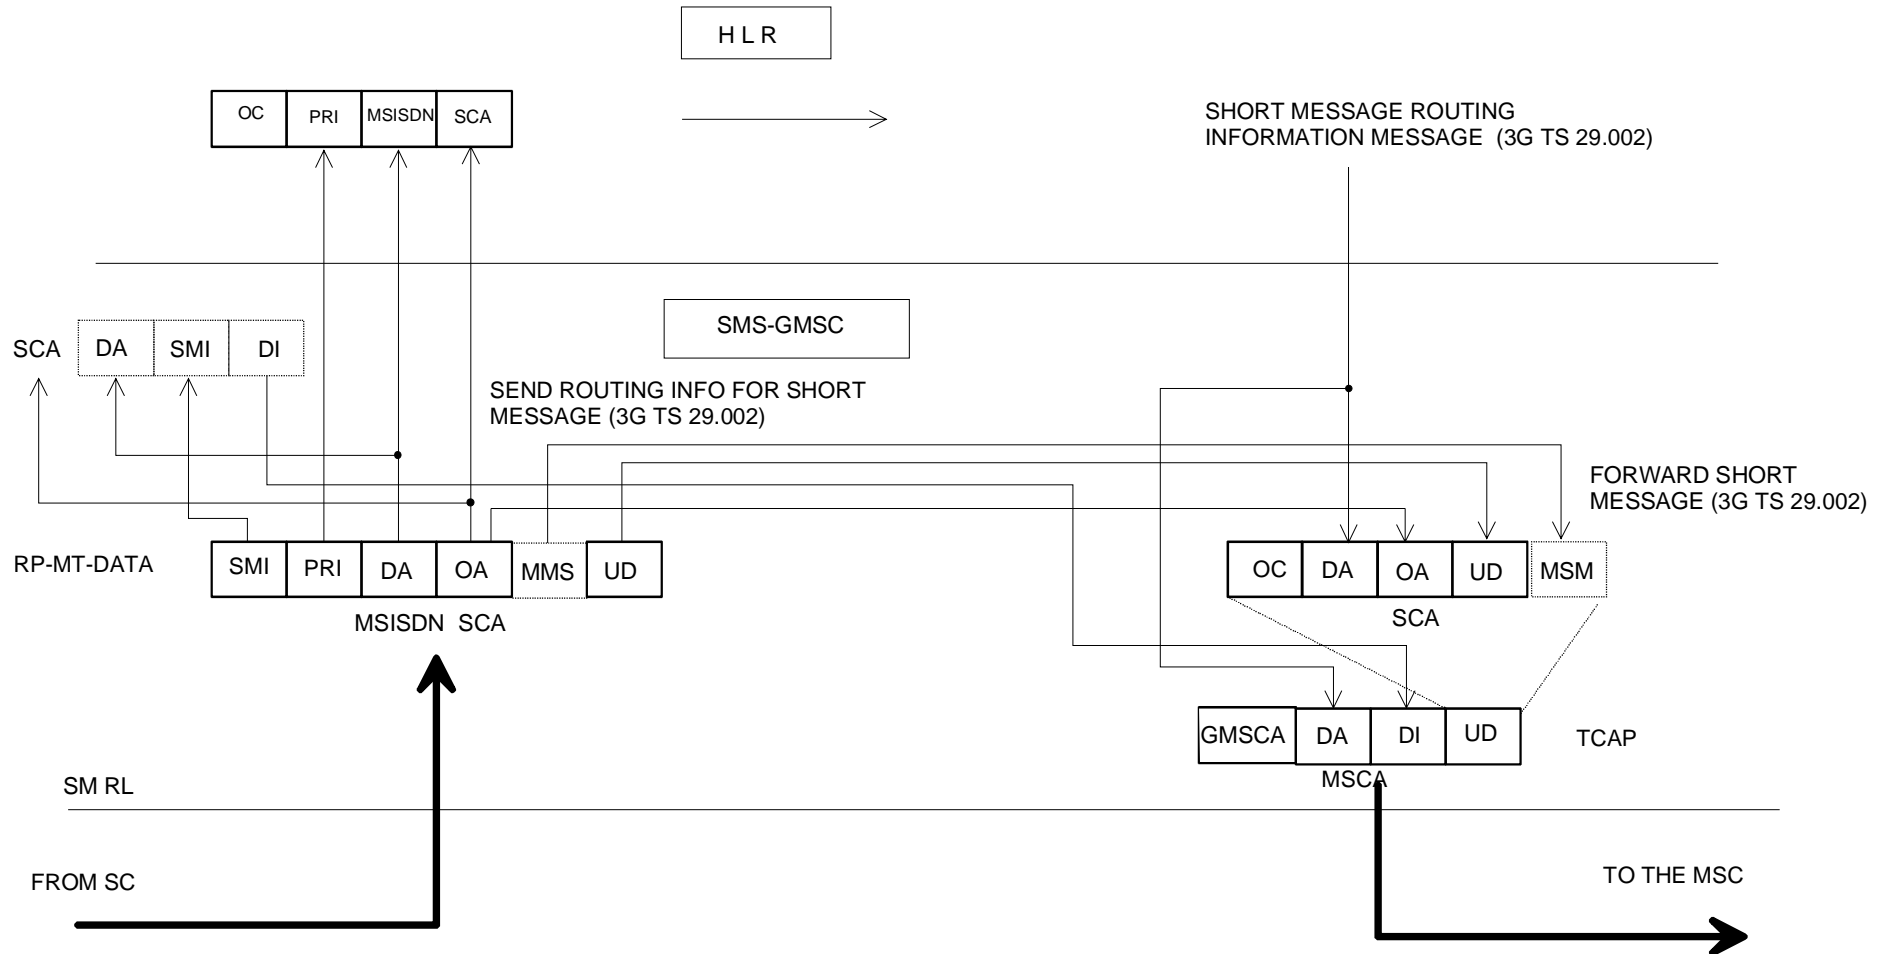 H L R
OC PRI MSISDN SCA
SHORT MESSAGE ROUTING
INFORMATION MESSAGE (3G TS 29.002)
SCA DA SMI DI
SMS-GMSC
SEND ROUTING INFO FOR SHORT
MESSAGE (3G TS 29.002)
FORWARD SHORT
MESSAGE (3G TS 29.002)
RP-MT-DATA SMI PRI DA OA MMS UD
OC DA OA UD MSM
MSISDN SCA
SCA
GMSCA DA DI UD TCAP
MSCA
SM RL
FROM SC
TO THE MSC